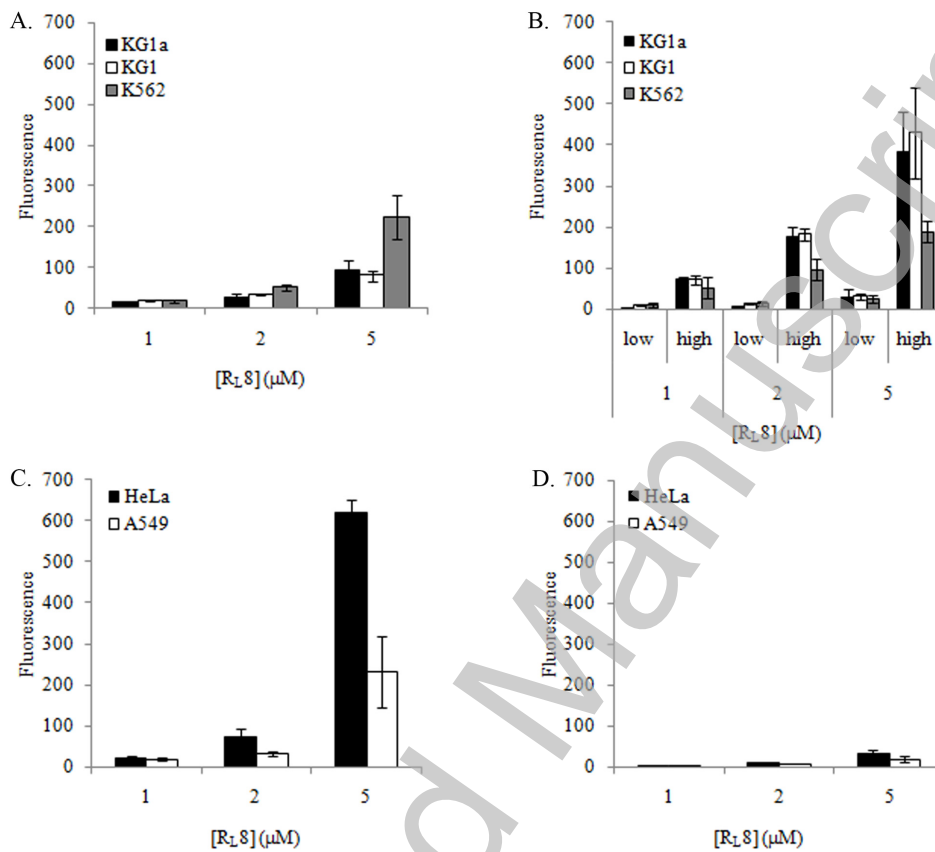 A.
700
600
500
400
300
200
100
0
Fluorescence
KG1a
KG1
K562
1 2 5
[RL8] (µM)
B.
700
600
500
400
300
200
100
0
Fluorescence
KG1a
KG1
K562
low high low high low high
1 2 5
[RL8] (µM)
C.
700
600
500
400
300
200
100
0
Fluorescence
HeLa
A549
1 2 5
[RL8] (µM)
D.
700
600
500
400
300
200
100
0
Fluorescence
HeLa
A549
1 2 5
[RL8] (µM)
d Manuscrip